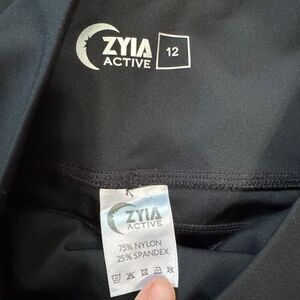 ZYIA
ACTIVE
12
ZYIA
ACTIVE
75% NYLON
25% SPANDEX